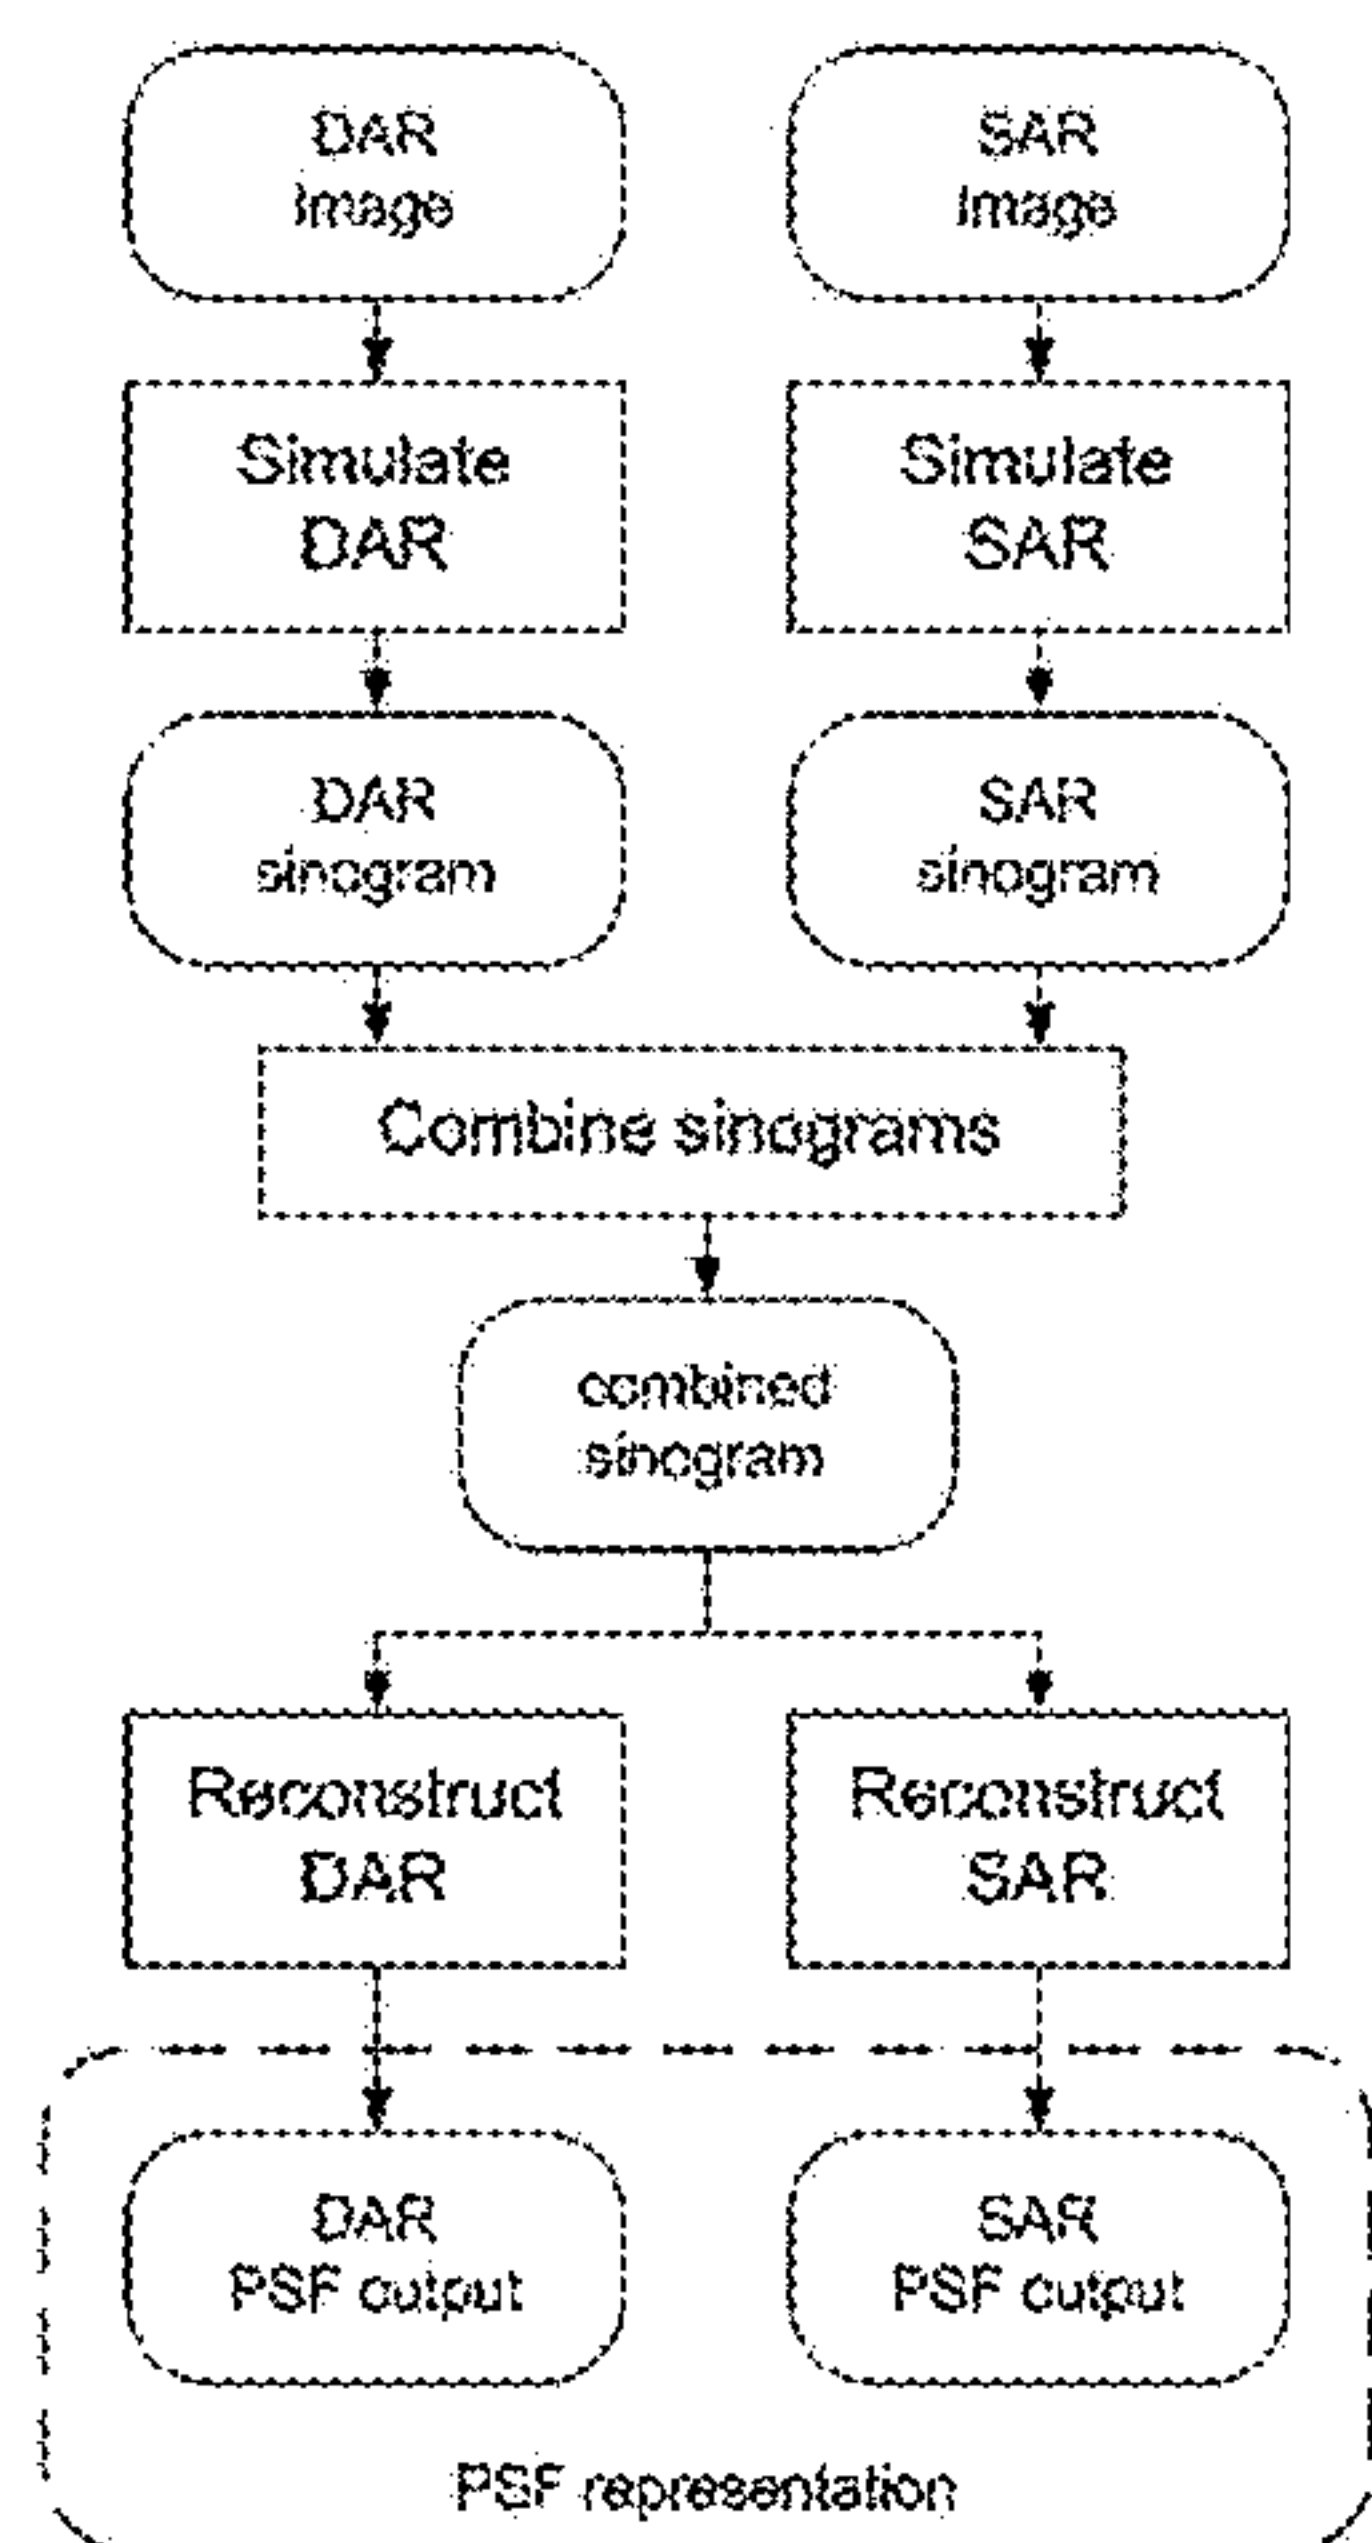 DAR
image
SAR
image
Simulate
DAR
Simulate
SAR
DAR
sinogram
SAR
sinogram
Combine sinograms
combined
sinogram
Reconstruct
DAR
Reconstruct
SAR
DAR
PSF output
SAR
PSF output
PSF representation